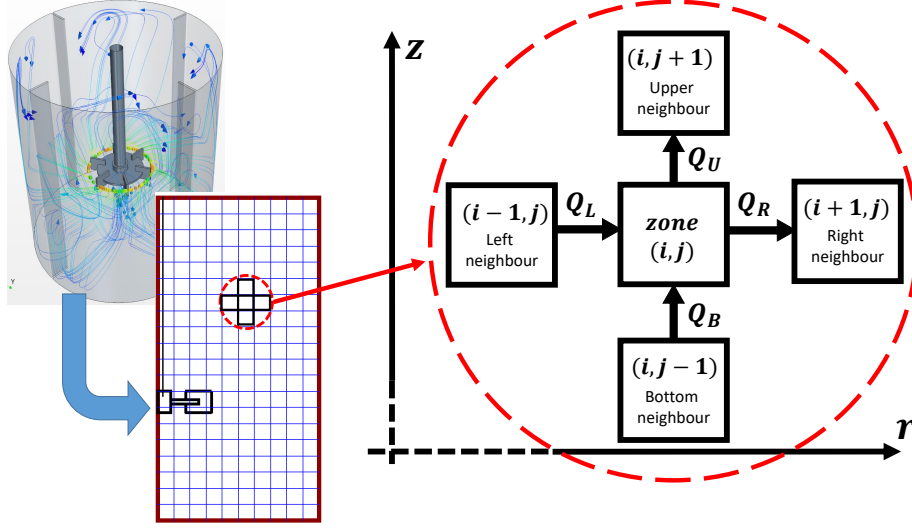 z
(i, j + 1)
Upper
neighbour
Q_U
(i − 1, j)
Left
neighbour
Q_L
zone
(i, j)
Q_R
(i + 1, j)
Right
neighbour
Q_B
(i, j − 1)
Bottom
neighbour
r
Y